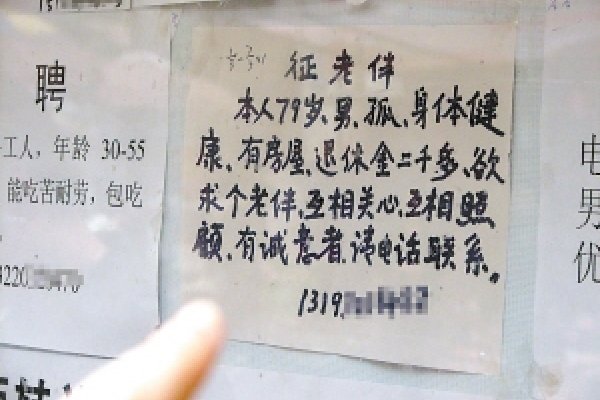 聘
工人，年龄 30-55
能吃苦耐劳，包吃
征老伴
本人79岁、男、孤、身体健
康、有房屋、退休金二千多、欲
求个老伴、互相关心、互相照
顾、有诚意者、请电话联系。
1319
电
男
优